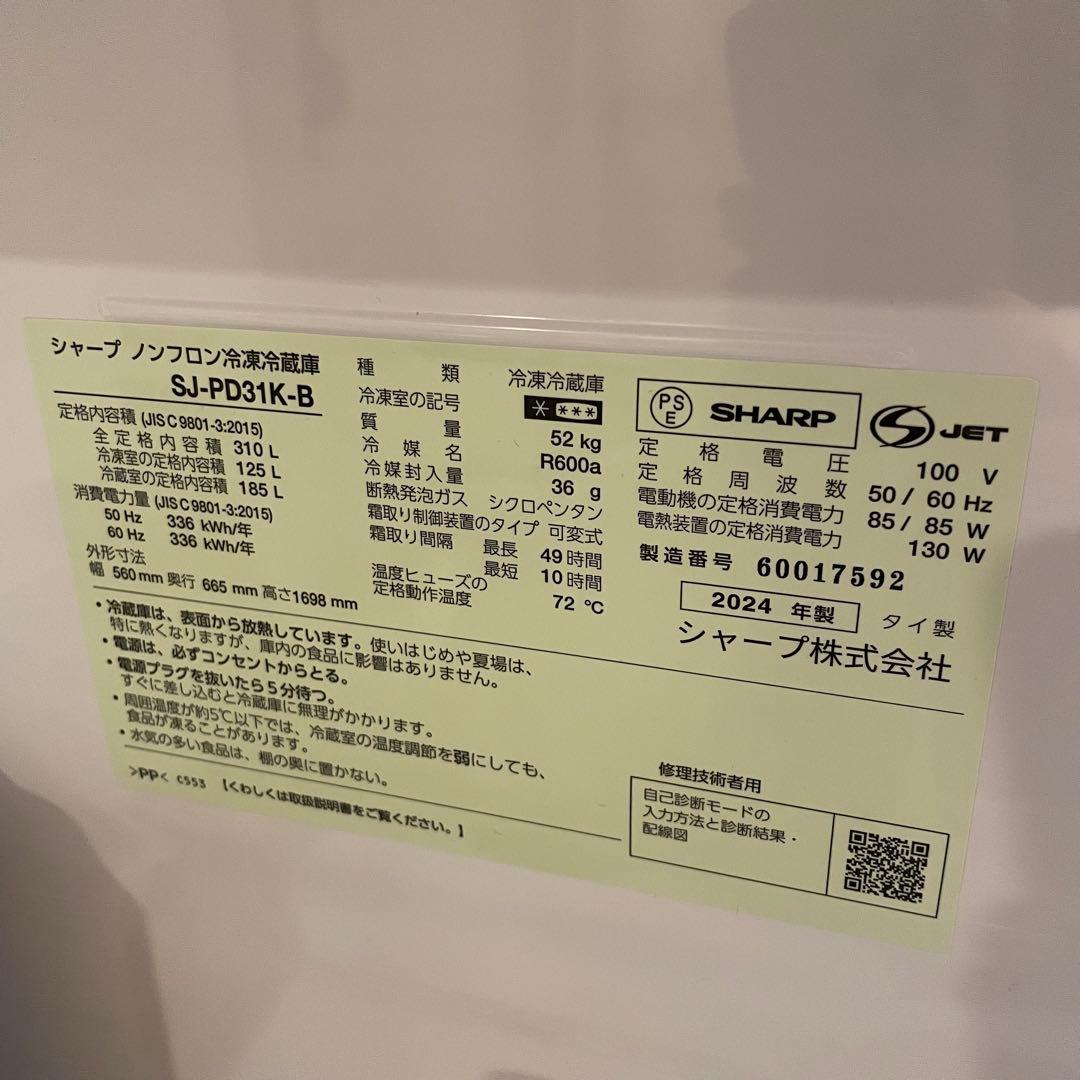 シャープ ノンフロン冷凍冷蔵庫
SJ-PD31K-B
定格内容積 (JIS C 9801-3:2015)
全定格内容積 310 L
冷凍室の定格内容積 125 L
冷蔵室の定格内容積 185 L
消費電力量 (JIS C 9801-3:2015)
50 Hz 336 kWh/年
60 Hz 336 kWh/年
外形寸法
幅 560 mm 奥行 665 mm 高さ1698 mm
種類 冷凍冷蔵庫
冷凍室の記号 * ***
質量 52 kg
冷媒名 R600a
冷媒封入量 36 g
断熱発泡ガス シクロペンタン
霜取り制御装置のタイプ 可変式
霜取り間隔 最長 49時間
最短 10時間
温度ヒューズの
定格動作温度 72 ℃
PSE SHARP JET
定格電圧 100 V
定格周波数 50 / 60 Hz
電動機の定格消費電力 85 / 85 W
電熱装置の定格消費電力 130 W
製造番号 60017592
2024 年製 タイ製
シャープ株式会社
・冷蔵庫は、表面から放熱しています。使いはじめや夏場は、
特に熱くなりますが、庫内の食品に影響はありません。
・電源は、必ずコンセントからとる。
・電源プラグを抜いたら5分待つ。
すぐに差し込むと冷蔵庫に無理がかかります。
・周囲温度が約5℃以下では、冷蔵室の温度調節を弱にしても、
食品が凍ることがあります。
・水気の多い食品は、棚の奥に置かない。
>PP< C553 【くわしくは取扱説明書をご覧ください。】
修理技術者用
自己診断モードの
入力方法と診断結果・
配線図